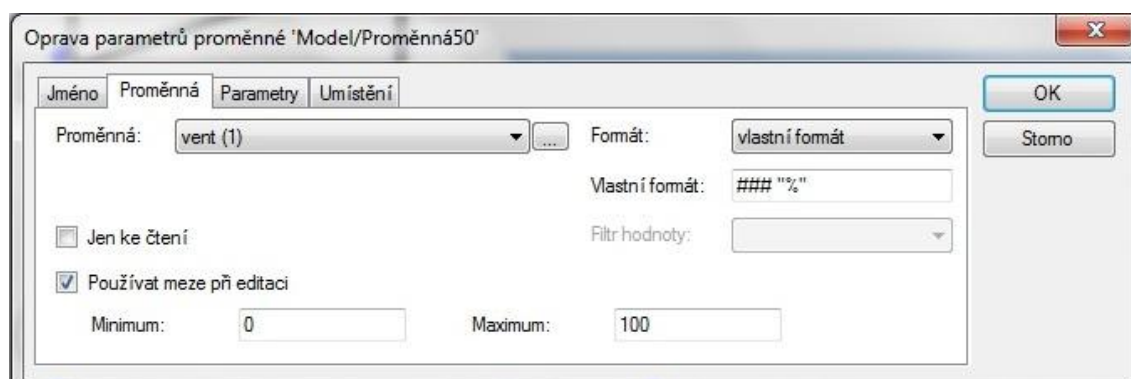 Oprava parametrů proměnné 'Model/Proměnná50'
Jméno Proměnná Parametry Umístění
OK
Proměnná: vent (1) ... Formát: vlastní formát
Storno
Vlastní formát: ### "%"
Jen ke čtení
Filtr hodnoty:
Používat meze při editaci
Minimum: 0 Maximum: 100